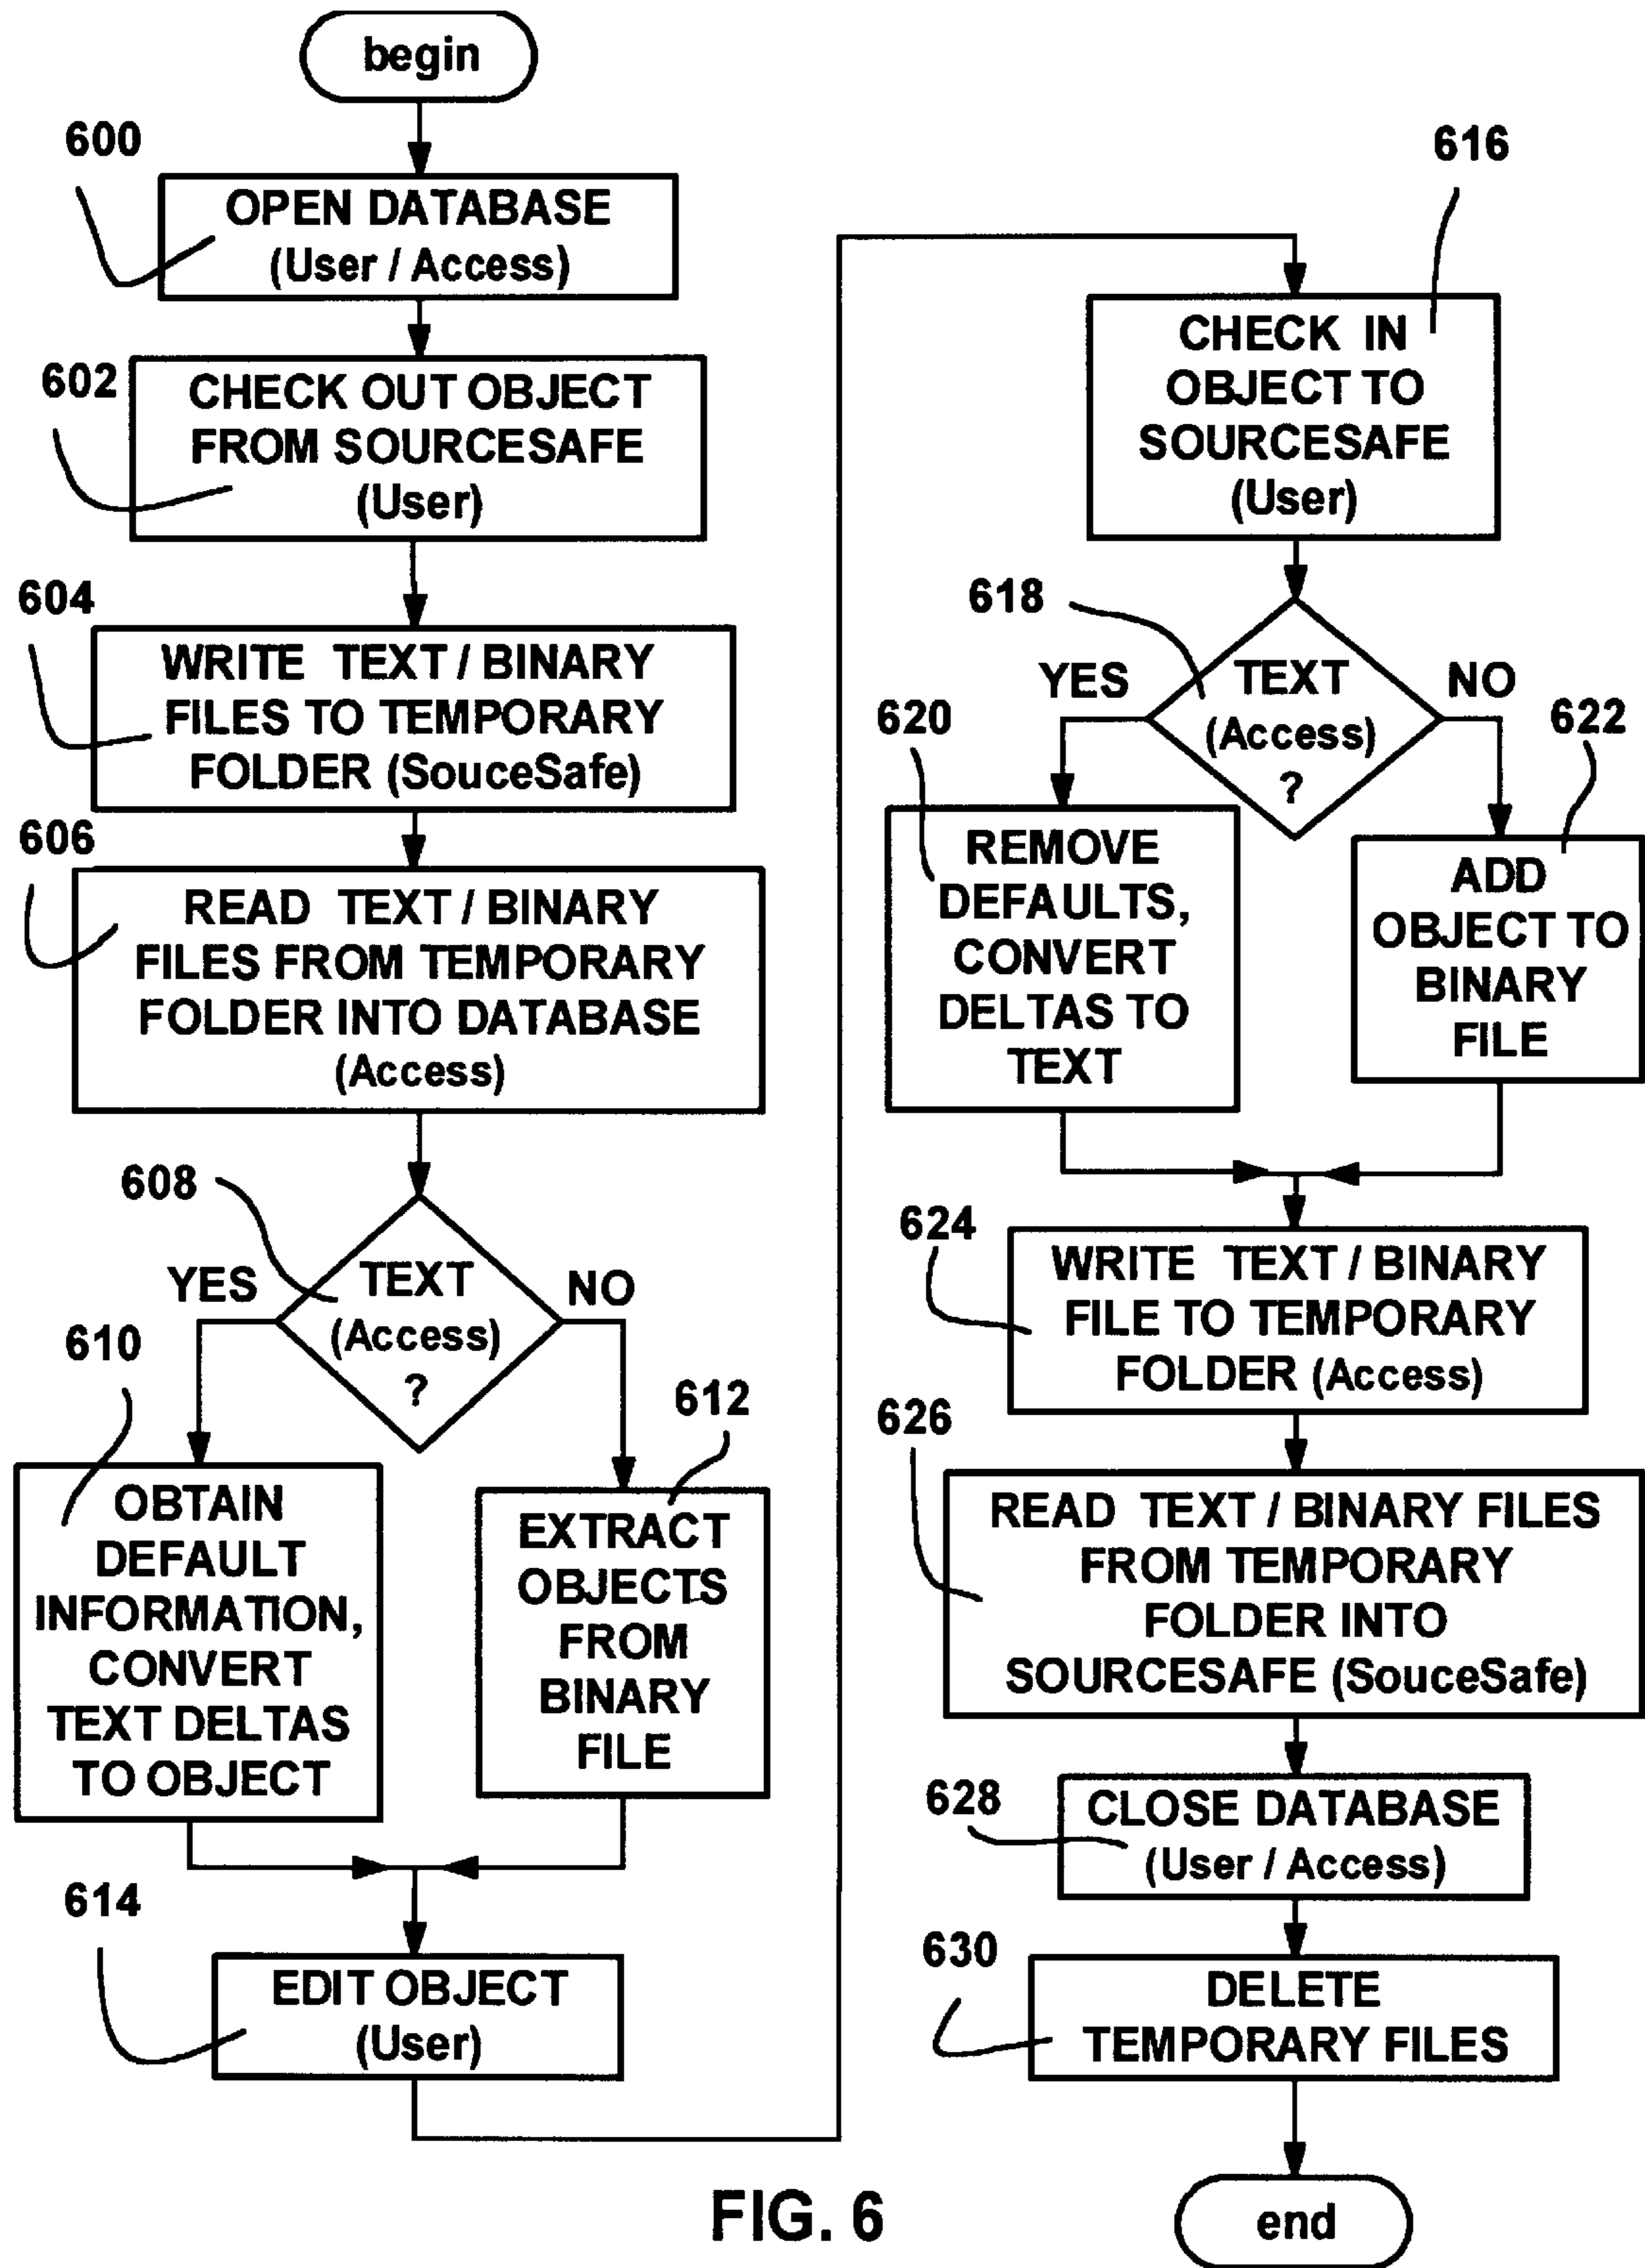 begin
600
OPEN DATABASE
(User / Access)
602
CHECK OUT OBJECT
FROM SOURCESAFE
(User)
604
WRITE TEXT / BINARY
FILES TO TEMPORARY
FOLDER (SouceSafe)
606
READ TEXT / BINARY
FILES FROM TEMPORARY
FOLDER INTO DATABASE
(Access)
608
TEXT
(Access)
?
YES
NO
610
OBTAIN
DEFAULT
INFORMATION,
CONVERT
TEXT DELTAS
TO OBJECT
612
EXTRACT
OBJECTS
FROM
BINARY
FILE
614
EDIT OBJECT
(User)
616
CHECK IN
OBJECT TO
SOURCESAFE
(User)
618
TEXT
(Access)
?
YES
NO
620
REMOVE
DEFAULTS,
CONVERT
DELTAS TO
TEXT
622
ADD
OBJECT TO
BINARY
FILE
624
WRITE TEXT / BINARY
FILE TO TEMPORARY
FOLDER (Access)
626
READ TEXT / BINARY FILES
FROM TEMPORARY
FOLDER INTO
SOURCESAFE (SouceSafe)
628
CLOSE DATABASE
(User / Access)
630
DELETE
TEMPORARY FILES
end
FIG. 6